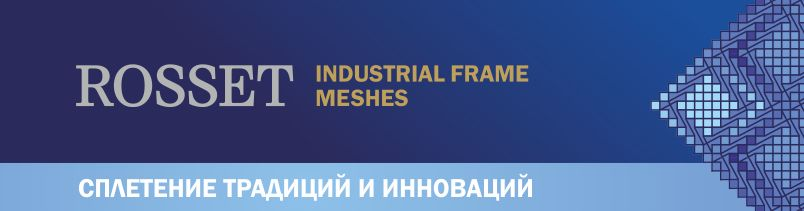 ROSSET
INDUSTRIAL FRAME
MESHES
СПЛЕТЕНИЕ ТРАДИЦИЙ И ИННОВАЦИЙ